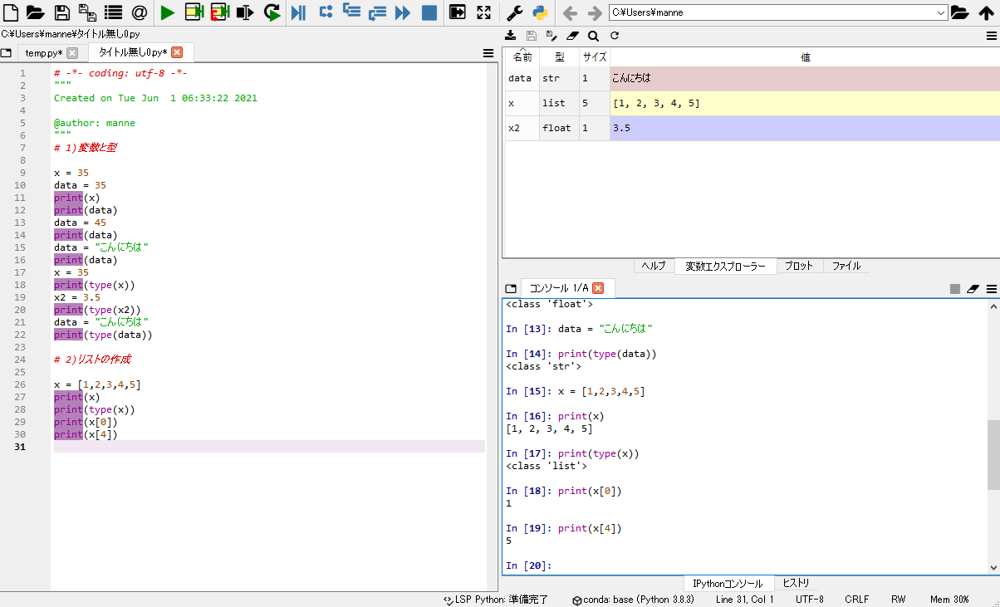 C:¥Users¥manne
C:¥Users¥manne¥タイトル無し0.py
temp.py*
タイトル無し0.py*
1 # -*- coding: utf-8 -*-
2 """
3 Created on Tue Jun  1 06:33:22 2021
4
5 @author: manne
6 """
7 # 1)変数と型
8
9 x = 35
10 data = 35
11 print(x)
12 print(data)
13 data = 45
14 print(data)
15 data = "こんにちは"
16 print(data)
17 x = 35
18 print(type(x))
19 x2 = 3.5
20 print(type(x2))
21 data = "こんにちは"
22 print(type(data))
23
24 # 2)リストの作成
25
26 x = [1,2,3,4,5]
27 print(x)
28 print(type(x))
29 print(x[0])
30 print(x[4])
31
名前 型 サイズ 値
data str 1 こんにちは
x list 5 [1, 2, 3, 4, 5]
x2 float 1 3.5
ヘルプ 変数エクスプローラー プロット ファイル
コンソール 1/A
<class 'float'>
In [13]: data = "こんにちは"
In [14]: print(type(data))
<class 'str'>
In [15]: x = [1,2,3,4,5]
In [16]: print(x)
[1, 2, 3, 4, 5]
In [17]: print(type(x))
<class 'list'>
In [18]: print(x[0])
1
In [19]: print(x[4])
5
In [20]:
IPythonコンソール ヒストリ
LSP Python: 準備完了 conda: base (Python 3.8.3) Line 31, Col 1 UTF-8 CRLF RW Mem 30%